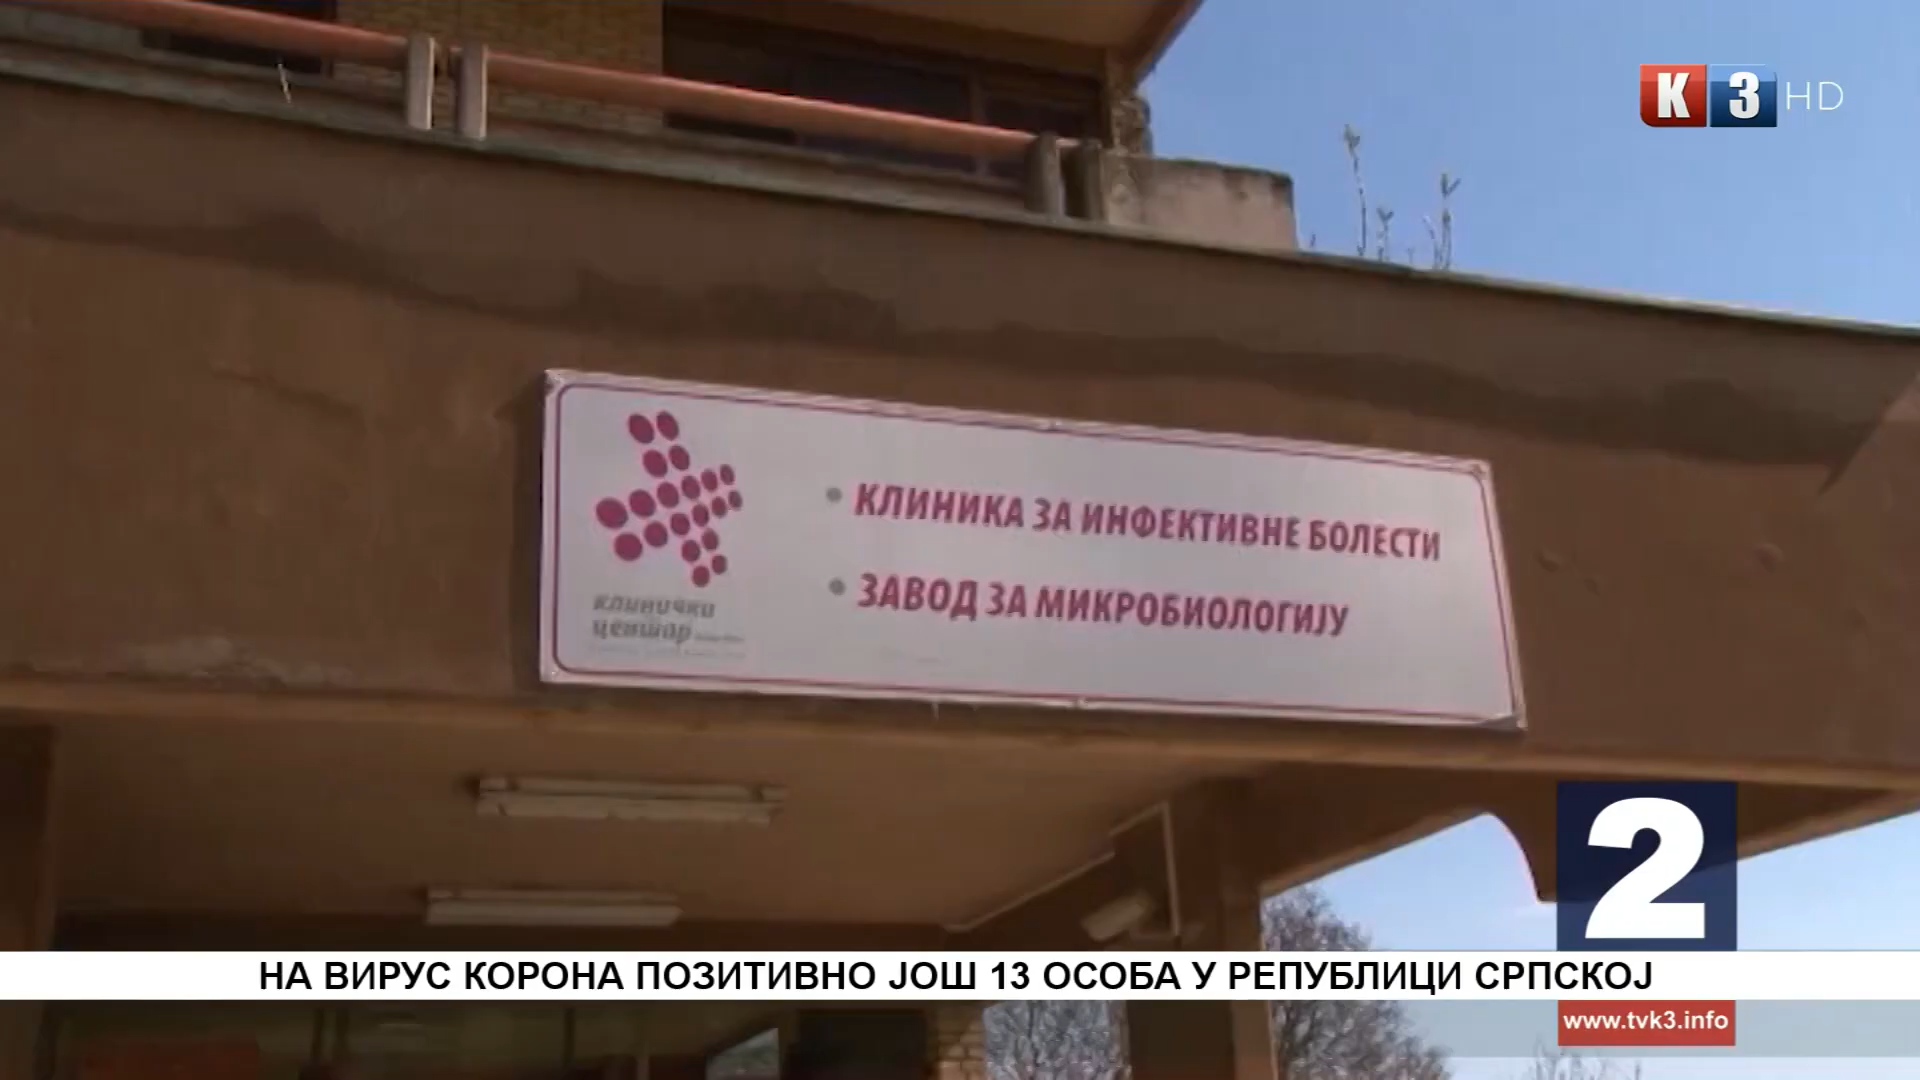 К 3 HD
• КЛИНИКА ЗА ИНФЕКТИВНЕ БОЛЕСТИ
• ЗАВОД ЗА МИКРОБИОЛОГИЈУ
клинички
центар
2
НА ВИРУС КОРОНА ПОЗИТИВНО ЈОШ 13 ОСОБА У РЕПУБЛИЦИ СРПСКОЈ
www.tvk3.info